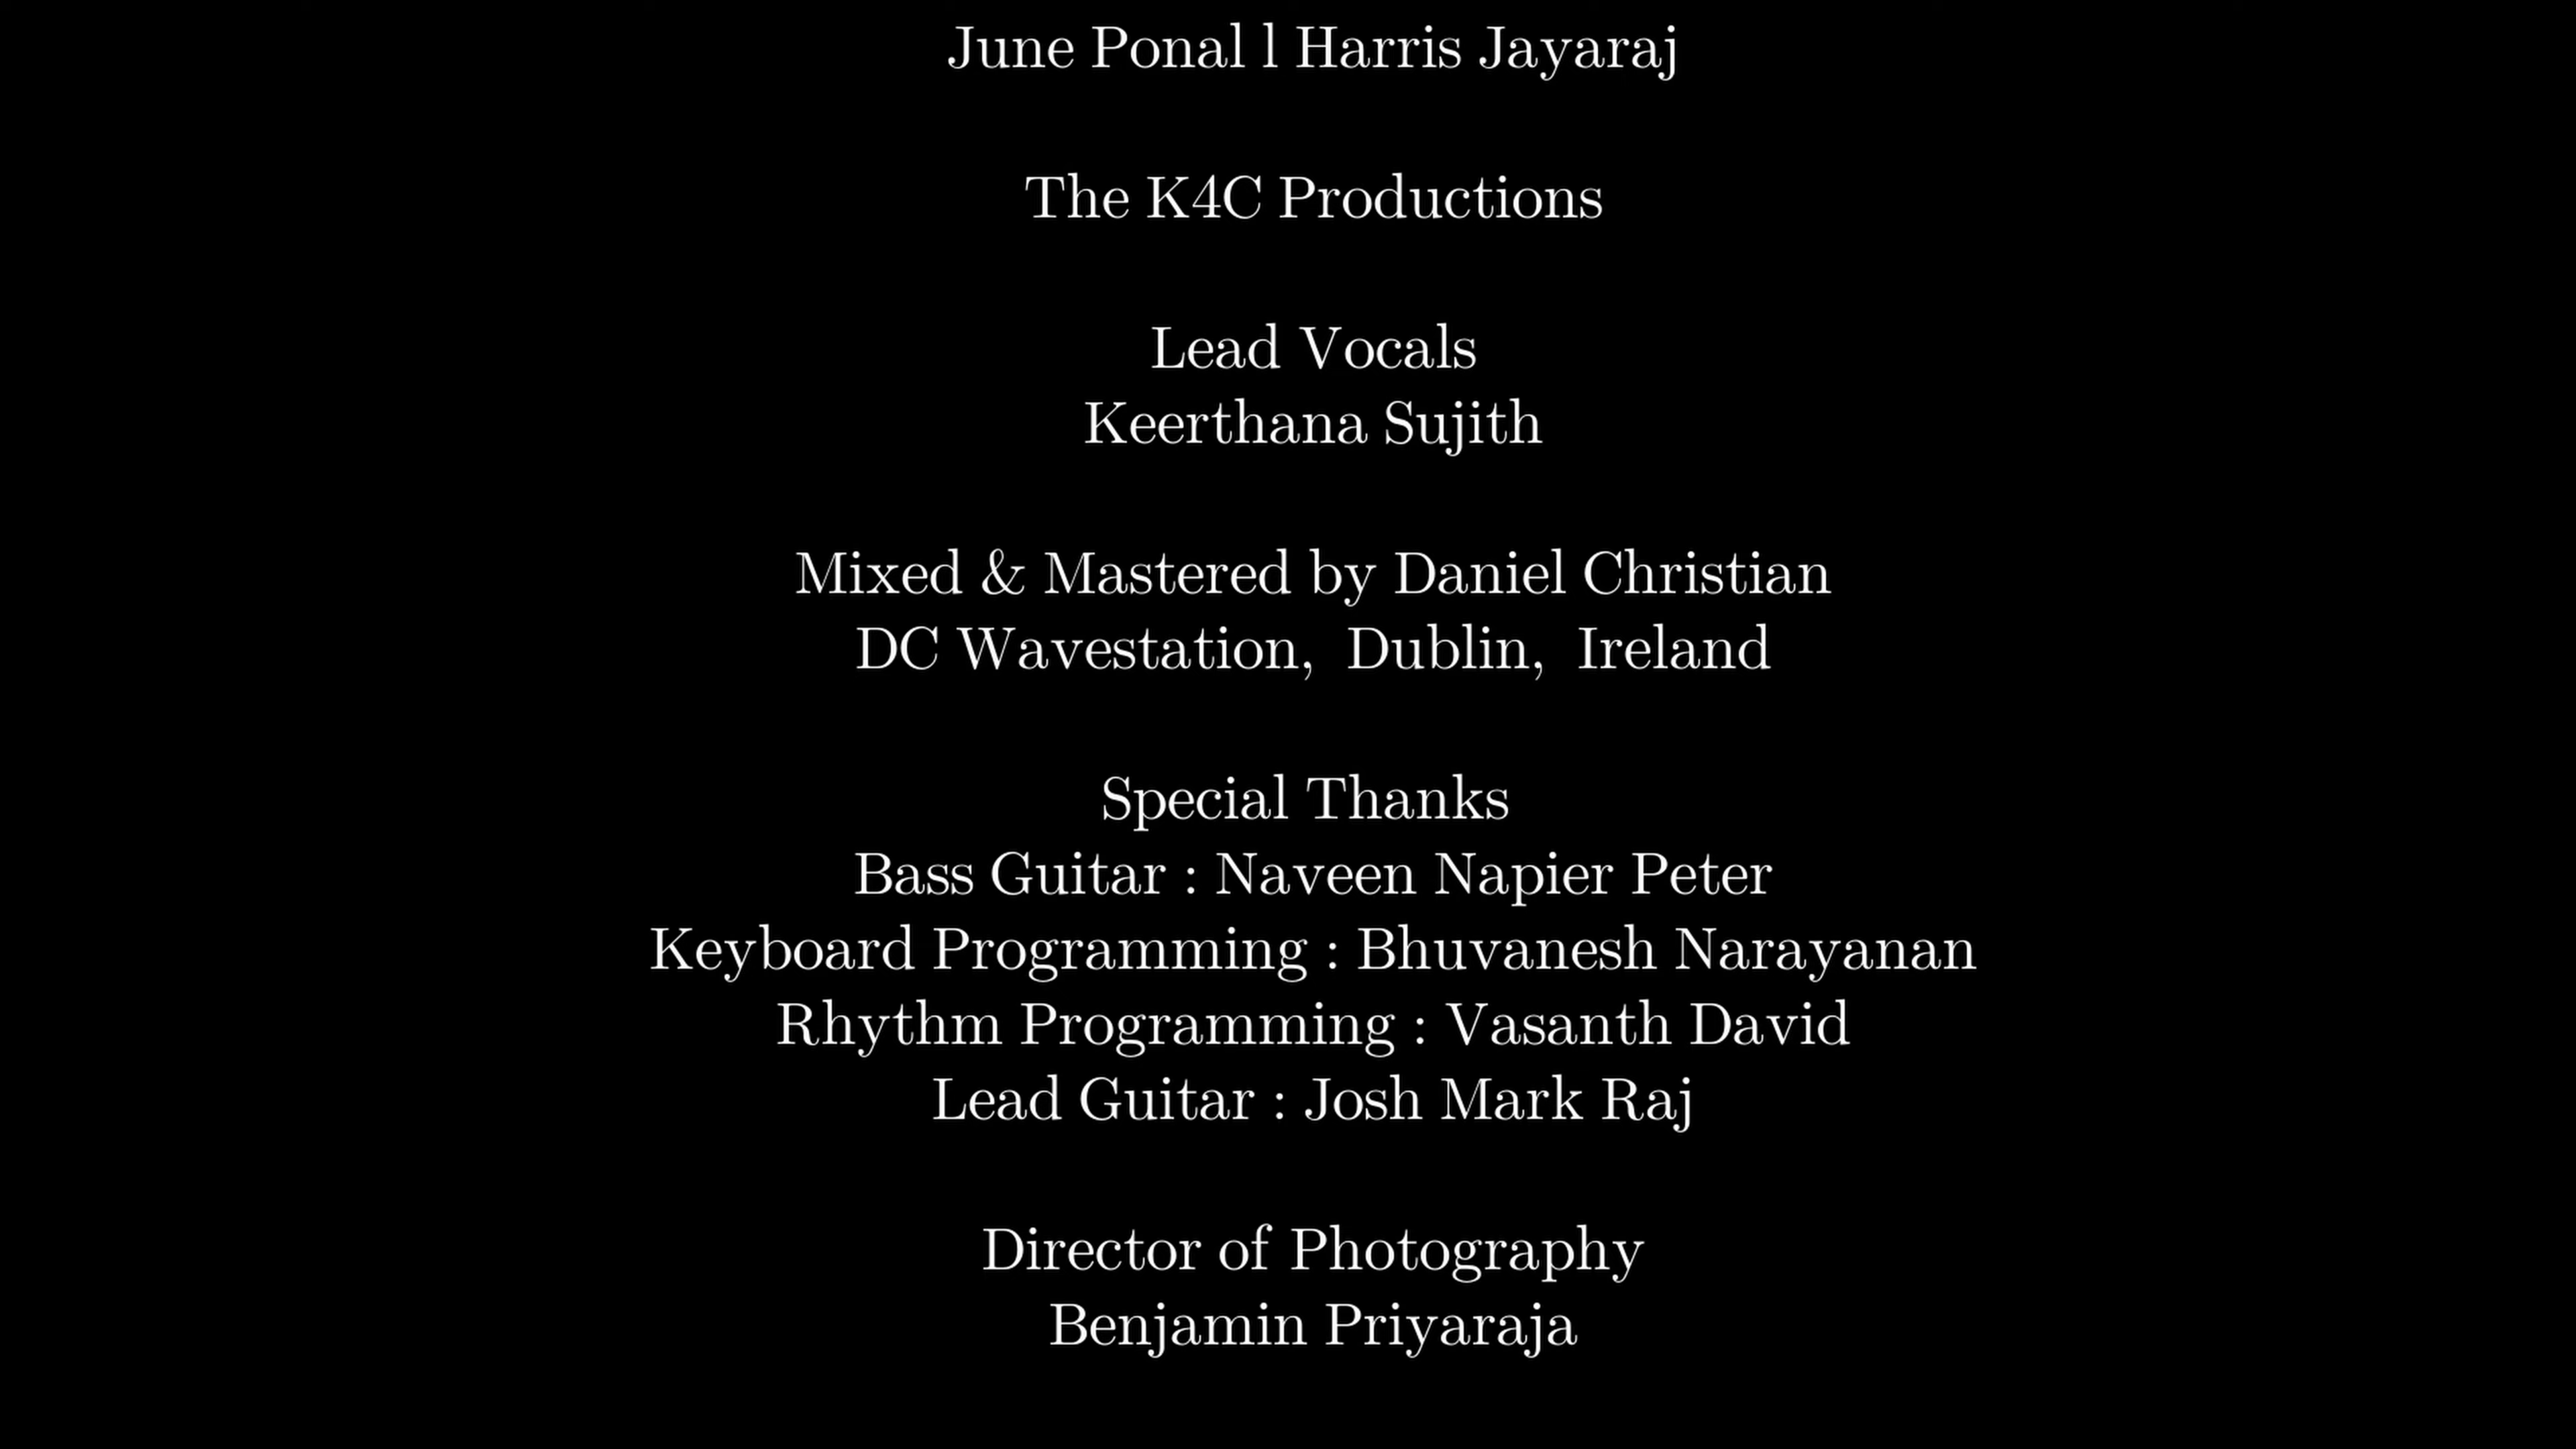 June Ponal l Harris Jayaraj
The K4C Productions
Lead Vocals
Keerthana Sujith
Mixed & Mastered by Daniel Christian
DC Wavestation, Dublin, Ireland
Special Thanks
Bass Guitar : Naveen Napier Peter
Keyboard Programming : Bhuvanesh Narayanan
Rhythm Programming : Vasanth David
Lead Guitar : Josh Mark Raj
Director of Photography
Benjamin Priyaraja